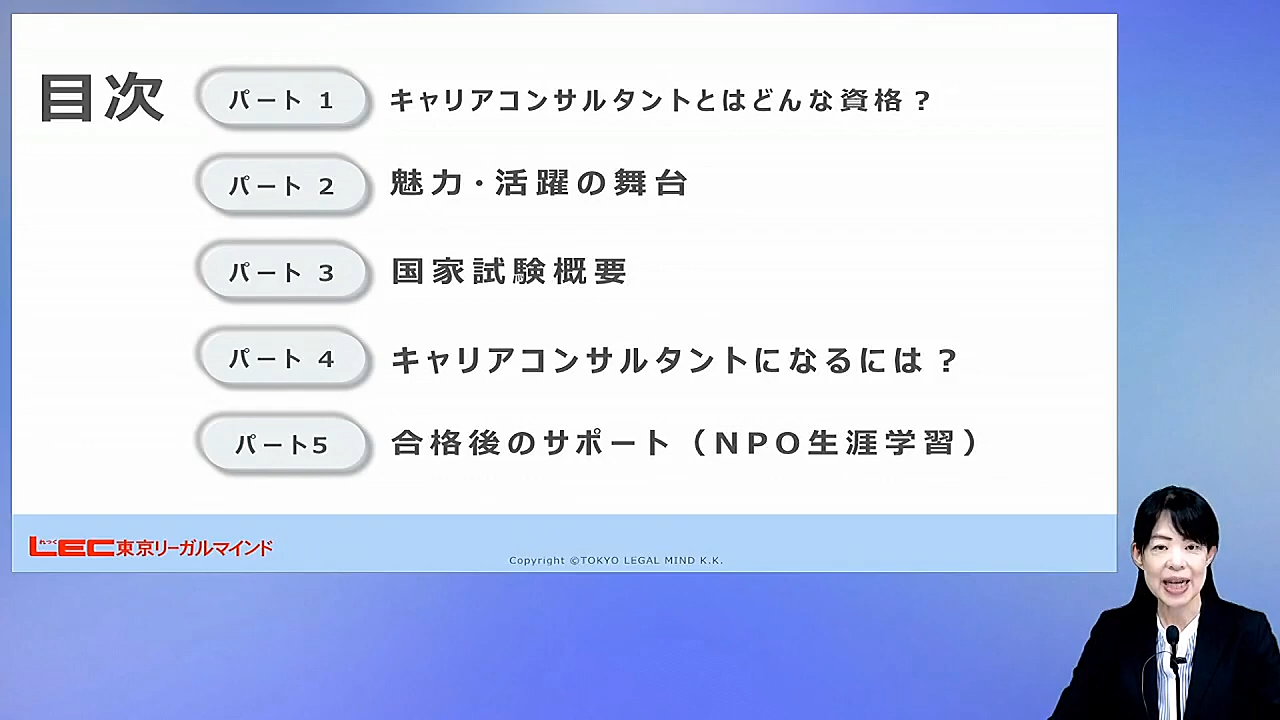 目次
パート 1 キャリアコンサルタントとはどんな資格？
パート 2 魅力・活躍の舞台
パート 3 国家試験概要
パート 4 キャリアコンサルタントになるには？
パート5 合格後のサポート（NPO生涯学習）
れっく
LEC東京リーガルマインド
Copyright ©TOKYO LEGAL MIND K.K.